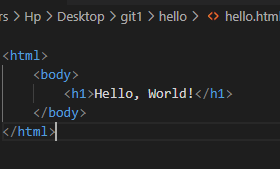 rs > Hp > Desktop > git1 > hello > <> hello.htm
<html>
<body>
<h1>Hello, World!</h1>
</body>
</html>